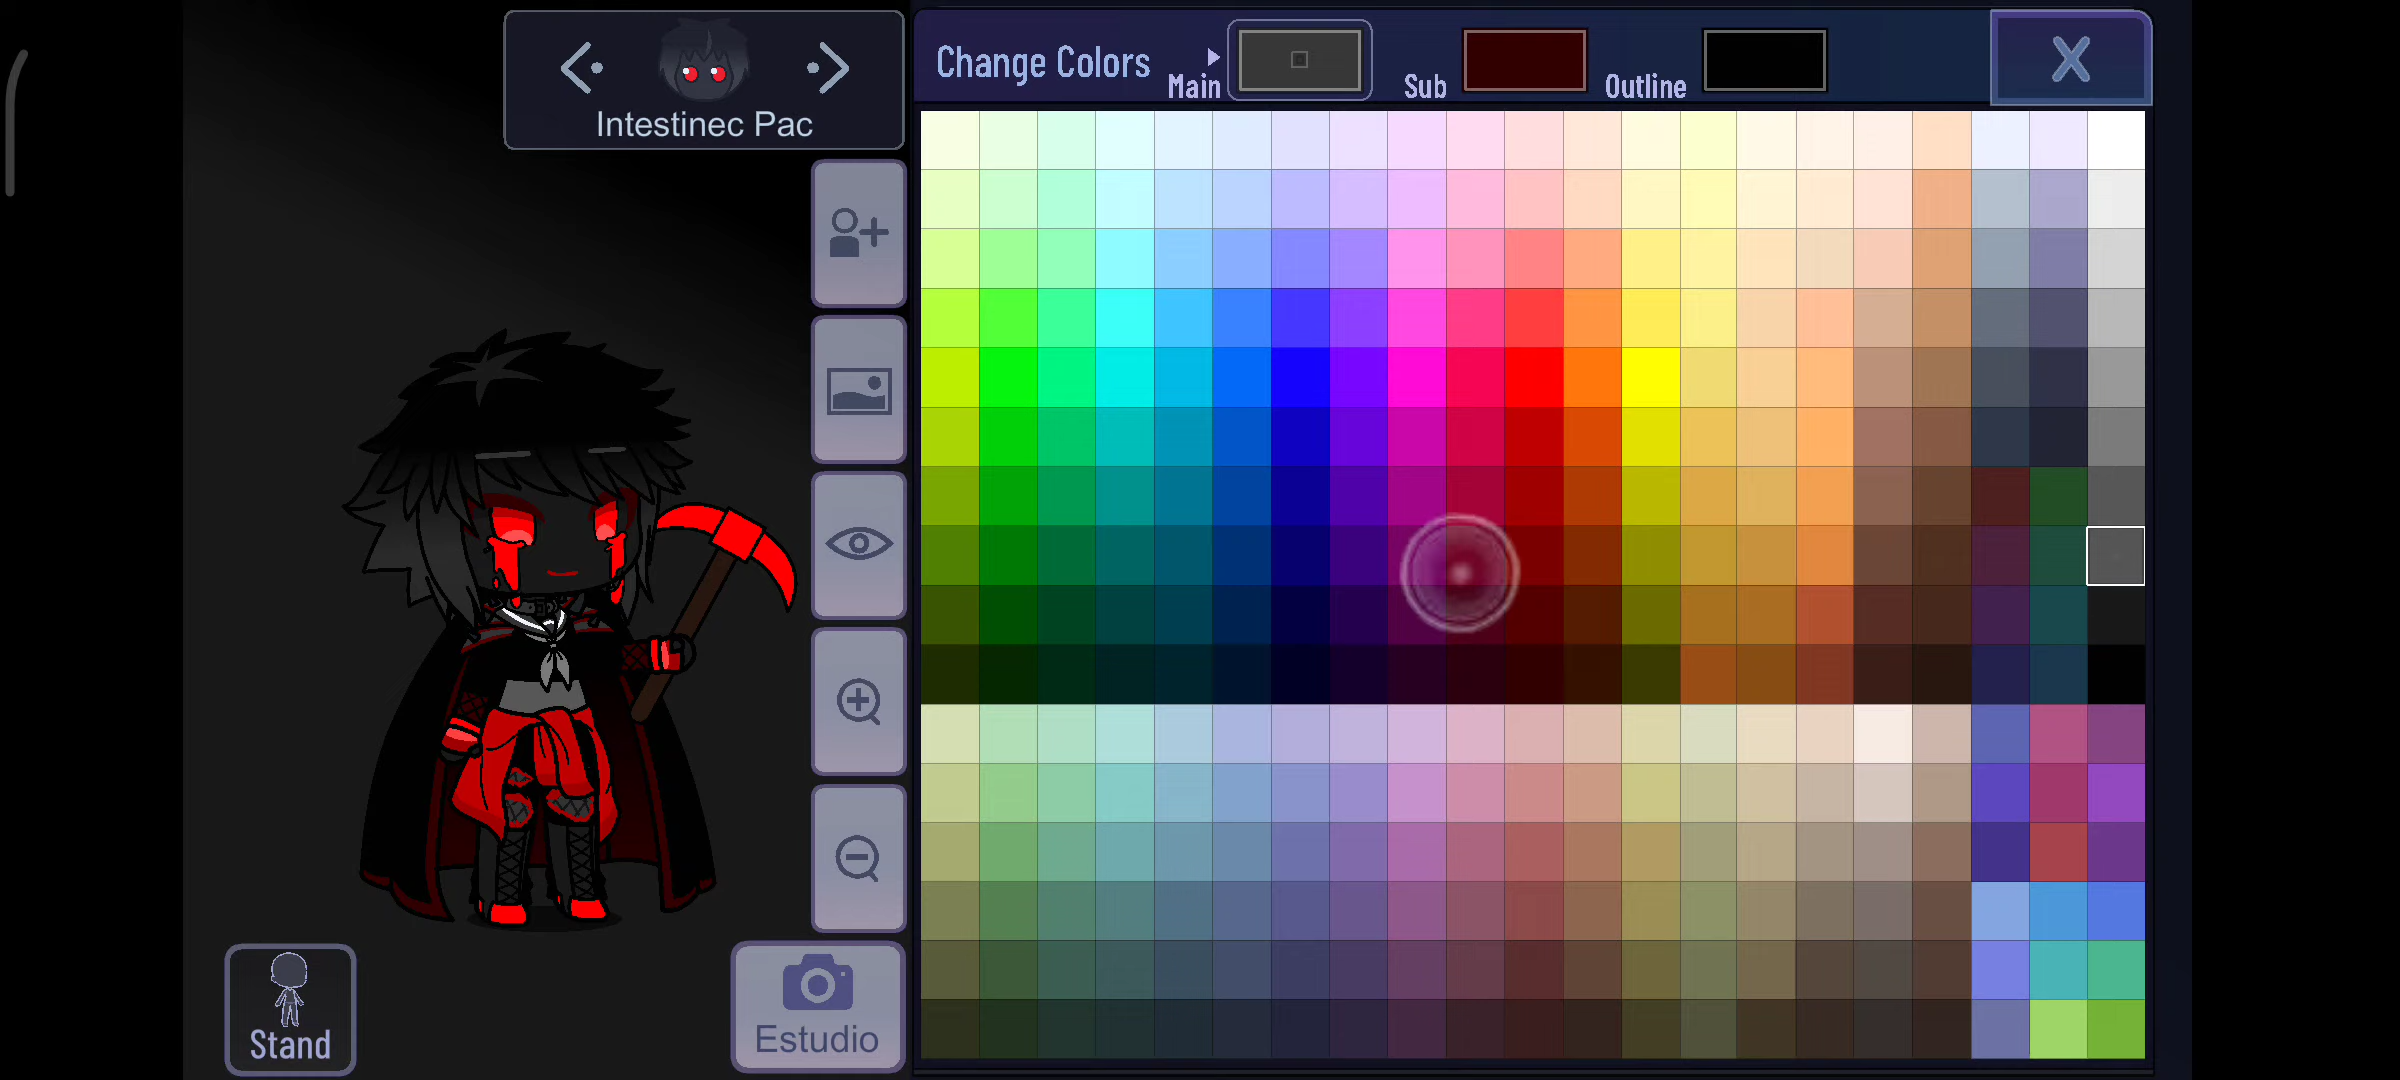 Intestinec Pac
Change Colors
Main
Sub
Outline
X
Stand
Estudio